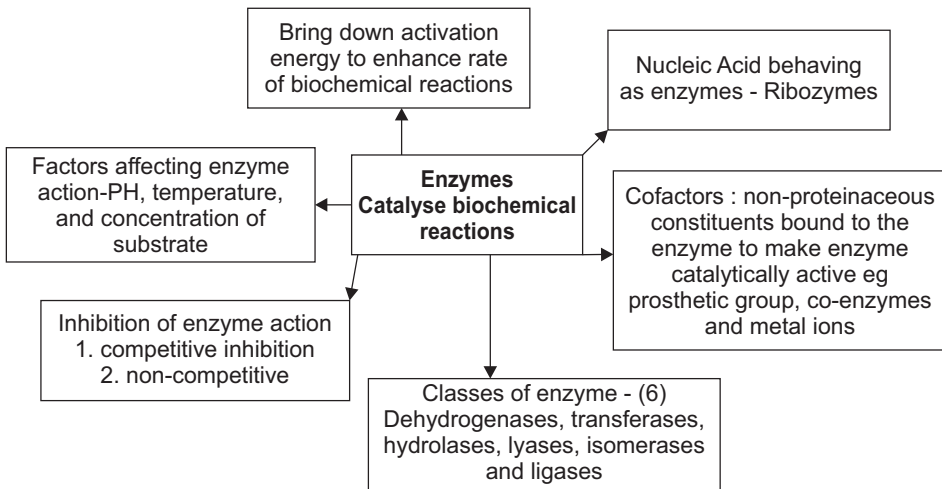 Bring down activation
energy to enhance rate
of biochemical reactions
Nucleic Acid behaving
as enzymes - Ribozymes
Factors affecting enzyme
action-PH, temperature,
and concentration of
substrate
Enzymes
Catalyse biochemical
reactions
Cofactors : non-proteinaceous
constituents bound to the
enzyme to make enzyme
catalytically active eg
prosthetic group, co-enzymes
and metal ions
Inhibition of enzyme action
1. competitive inhibition
2. non-competitive
Classes of enzyme - (6)
Dehydrogenases, transferases,
hydrolases, lyases, isomerases
and ligases